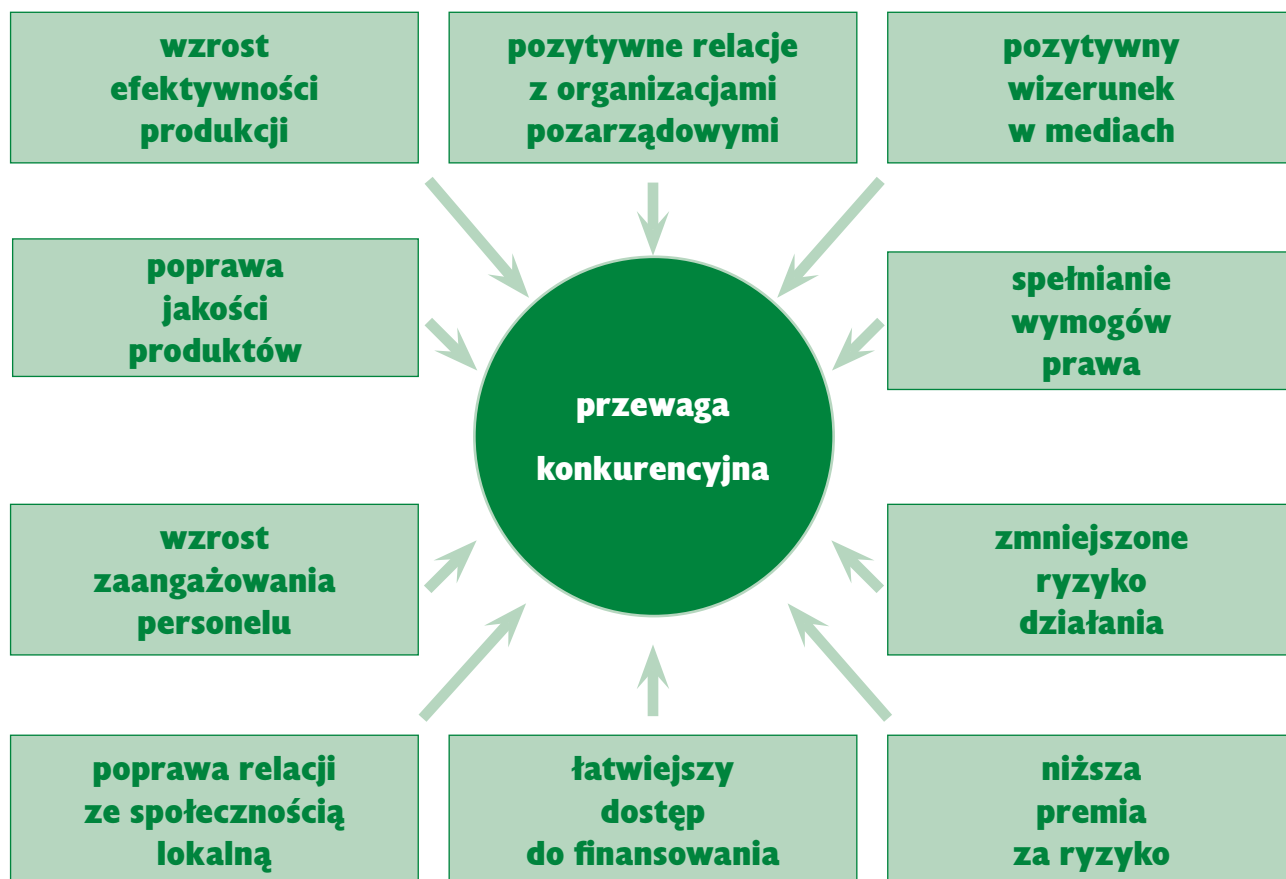 wzrost
efektywności
produkcji
pozytywne relacje
z organizacjami
pozarządowymi
pozytywny
wizerunek
w mediach
poprawa
jakości
produktów
spełnianie
wymogów
prawa
przewaga
konkurencyjna
wzrost
zaangażowania
personelu
zmniejszone
ryzyko
działania
poprawa relacji
ze społecznością
lokalną
łatwiejszy
dostęp
do finansowania
niższa
premia
za ryzyko